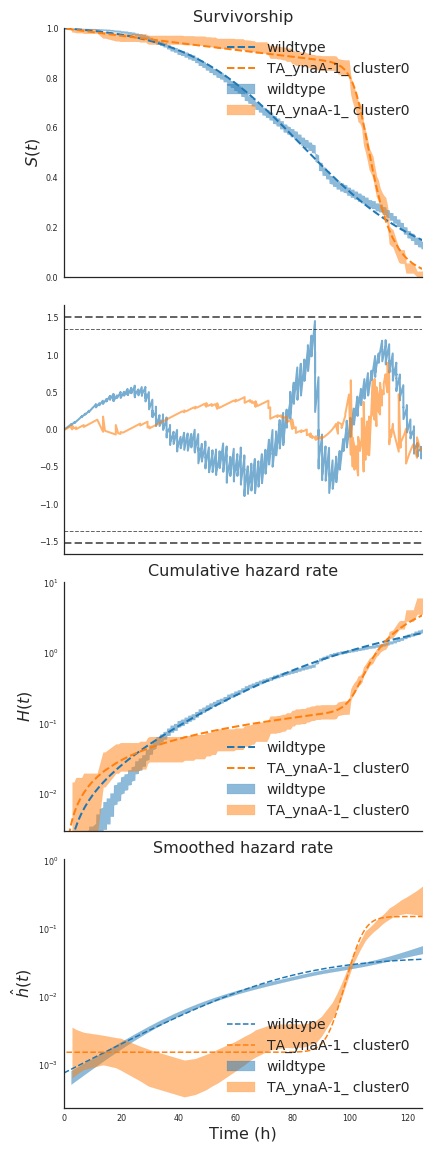 Survivorship
1.0
0.8
0.6
0.4
0.2
0.0
S(t)
wildtype
TA_ynaA-1_ cluster0
wildtype
TA_ynaA-1_ cluster0
1.5
1.0
0.5
0.0
−0.5
−1.0
−1.5
Cumulative hazard rate
10¹
10⁰
10⁻¹
10⁻²
H(t)
wildtype
TA_ynaA-1_ cluster0
wildtype
TA_ynaA-1_ cluster0
Smoothed hazard rate
10⁰
10⁻¹
10⁻²
10⁻³
ĥ(t)
wildtype
TA_ynaA-1_ cluster0
wildtype
TA_ynaA-1_ cluster0
0 20 40 60 80 100 120
Time (h)